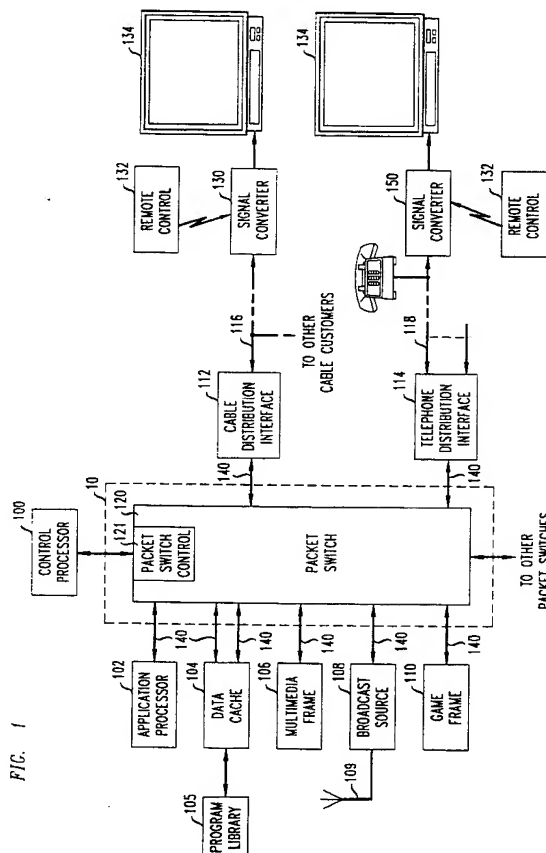 FIG. 1
100
CONTROL
PROCESSOR
10
120
121
PACKET
SWITCH
CONTROL
PACKET
SWITCH
TO OTHER
PACKET SWITCHES
102
APPLICATION
PROCESSOR
140
104
DATA
CACHE
140
140
105
PROGRAM
LIBRARY
106
MULTIMEDIA
FRAME
140
108
BROADCAST
SOURCE
140
109
110
GAME
FRAME
140
112
CABLE
DISTRIBUTION
INTERFACE
140
116
TO OTHER
CABLE CUSTOMERS
132
REMOTE
CONTROL
130
SIGNAL
CONVERTER
134
114
TELEPHONE
DISTRIBUTION
INTERFACE
140
118
150
SIGNAL
CONVERTER
132
REMOTE
CONTROL
134